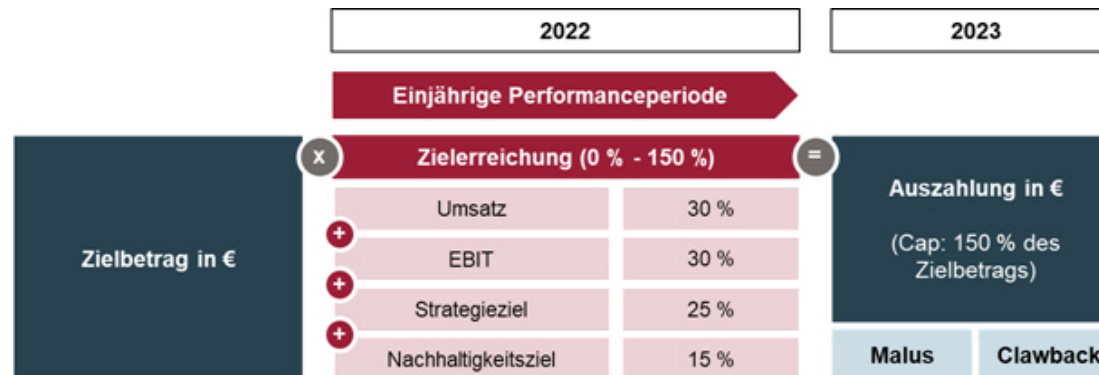 2022
2023
Einjährige Performanceperiode
x
Zielerreichung (0 % - 150 %)
=
Zielbetrag in €
Umsatz 30 %
+
EBIT 30 %
+
Strategieziel 25 %
+
Nachhaltigkeitsziel 15 %
Auszahlung in €
(Cap: 150 % des
Zielbetrags)
Malus
Clawback